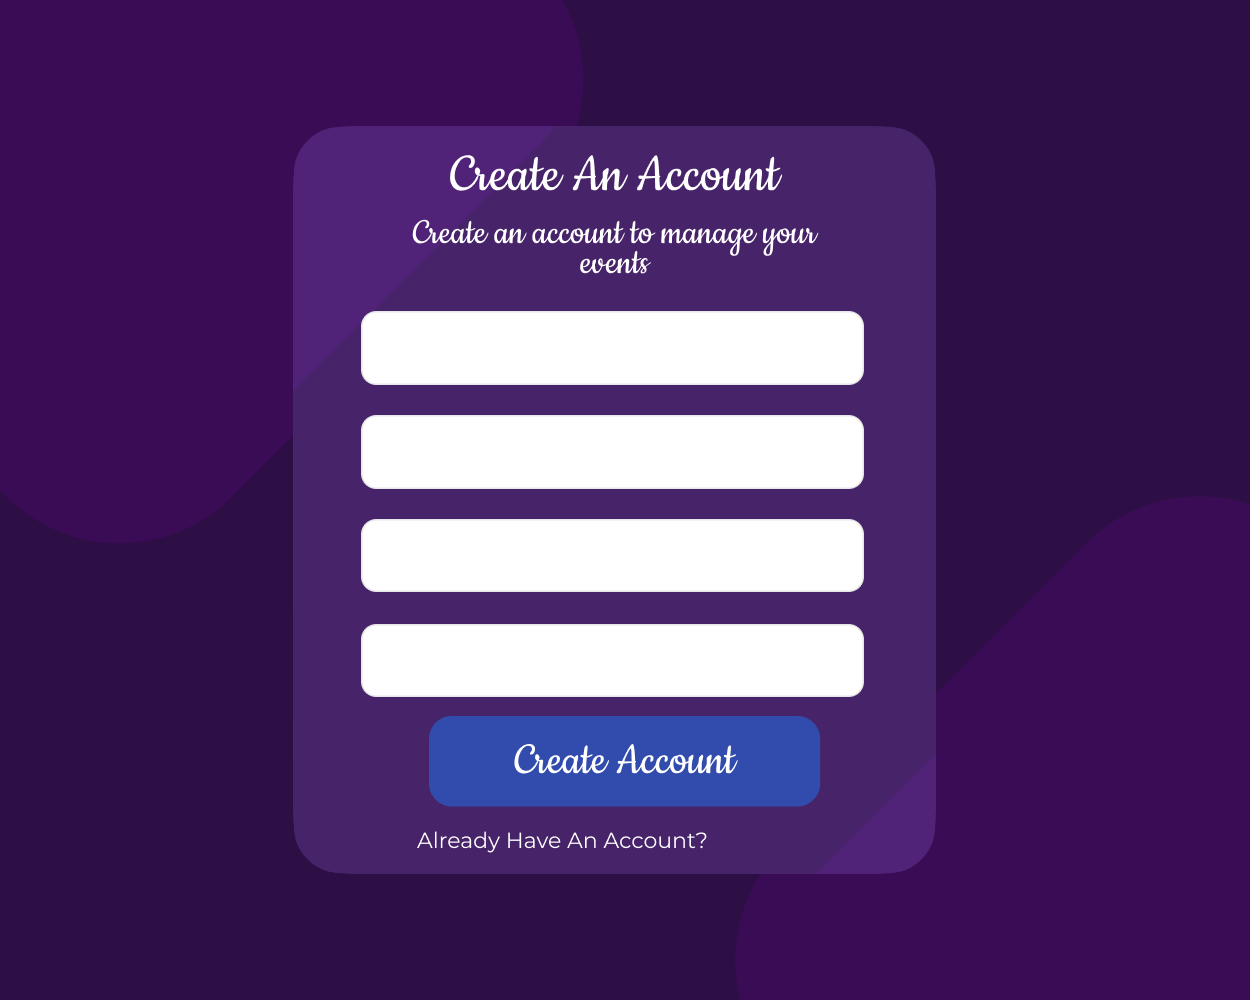 Create An Account
Create an account to manage your
events
Create Account
Already Have An Account?